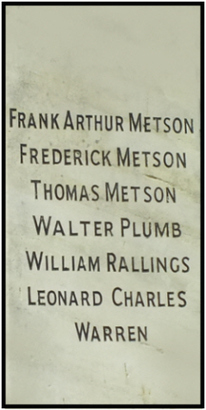 FRANK ARTHUR METSON
FREDERICK METSON
THOMAS METSON
WALTER PLUMB
WILLIAM RALLINGS
LEONARD CHARLES
WARREN